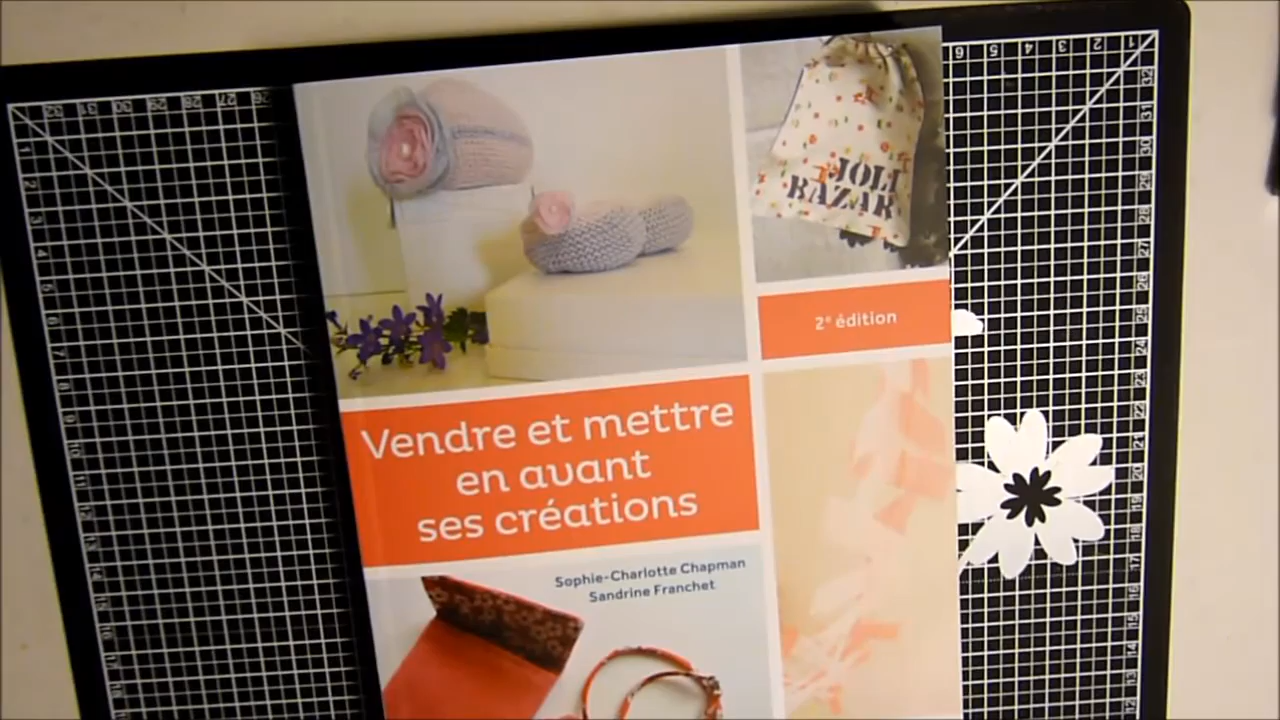 JOLI
BAZAR
2e édition
Vendre et mettre
en avant
ses créations
Sophie-Charlotte Chapman
Sandrine Franchet